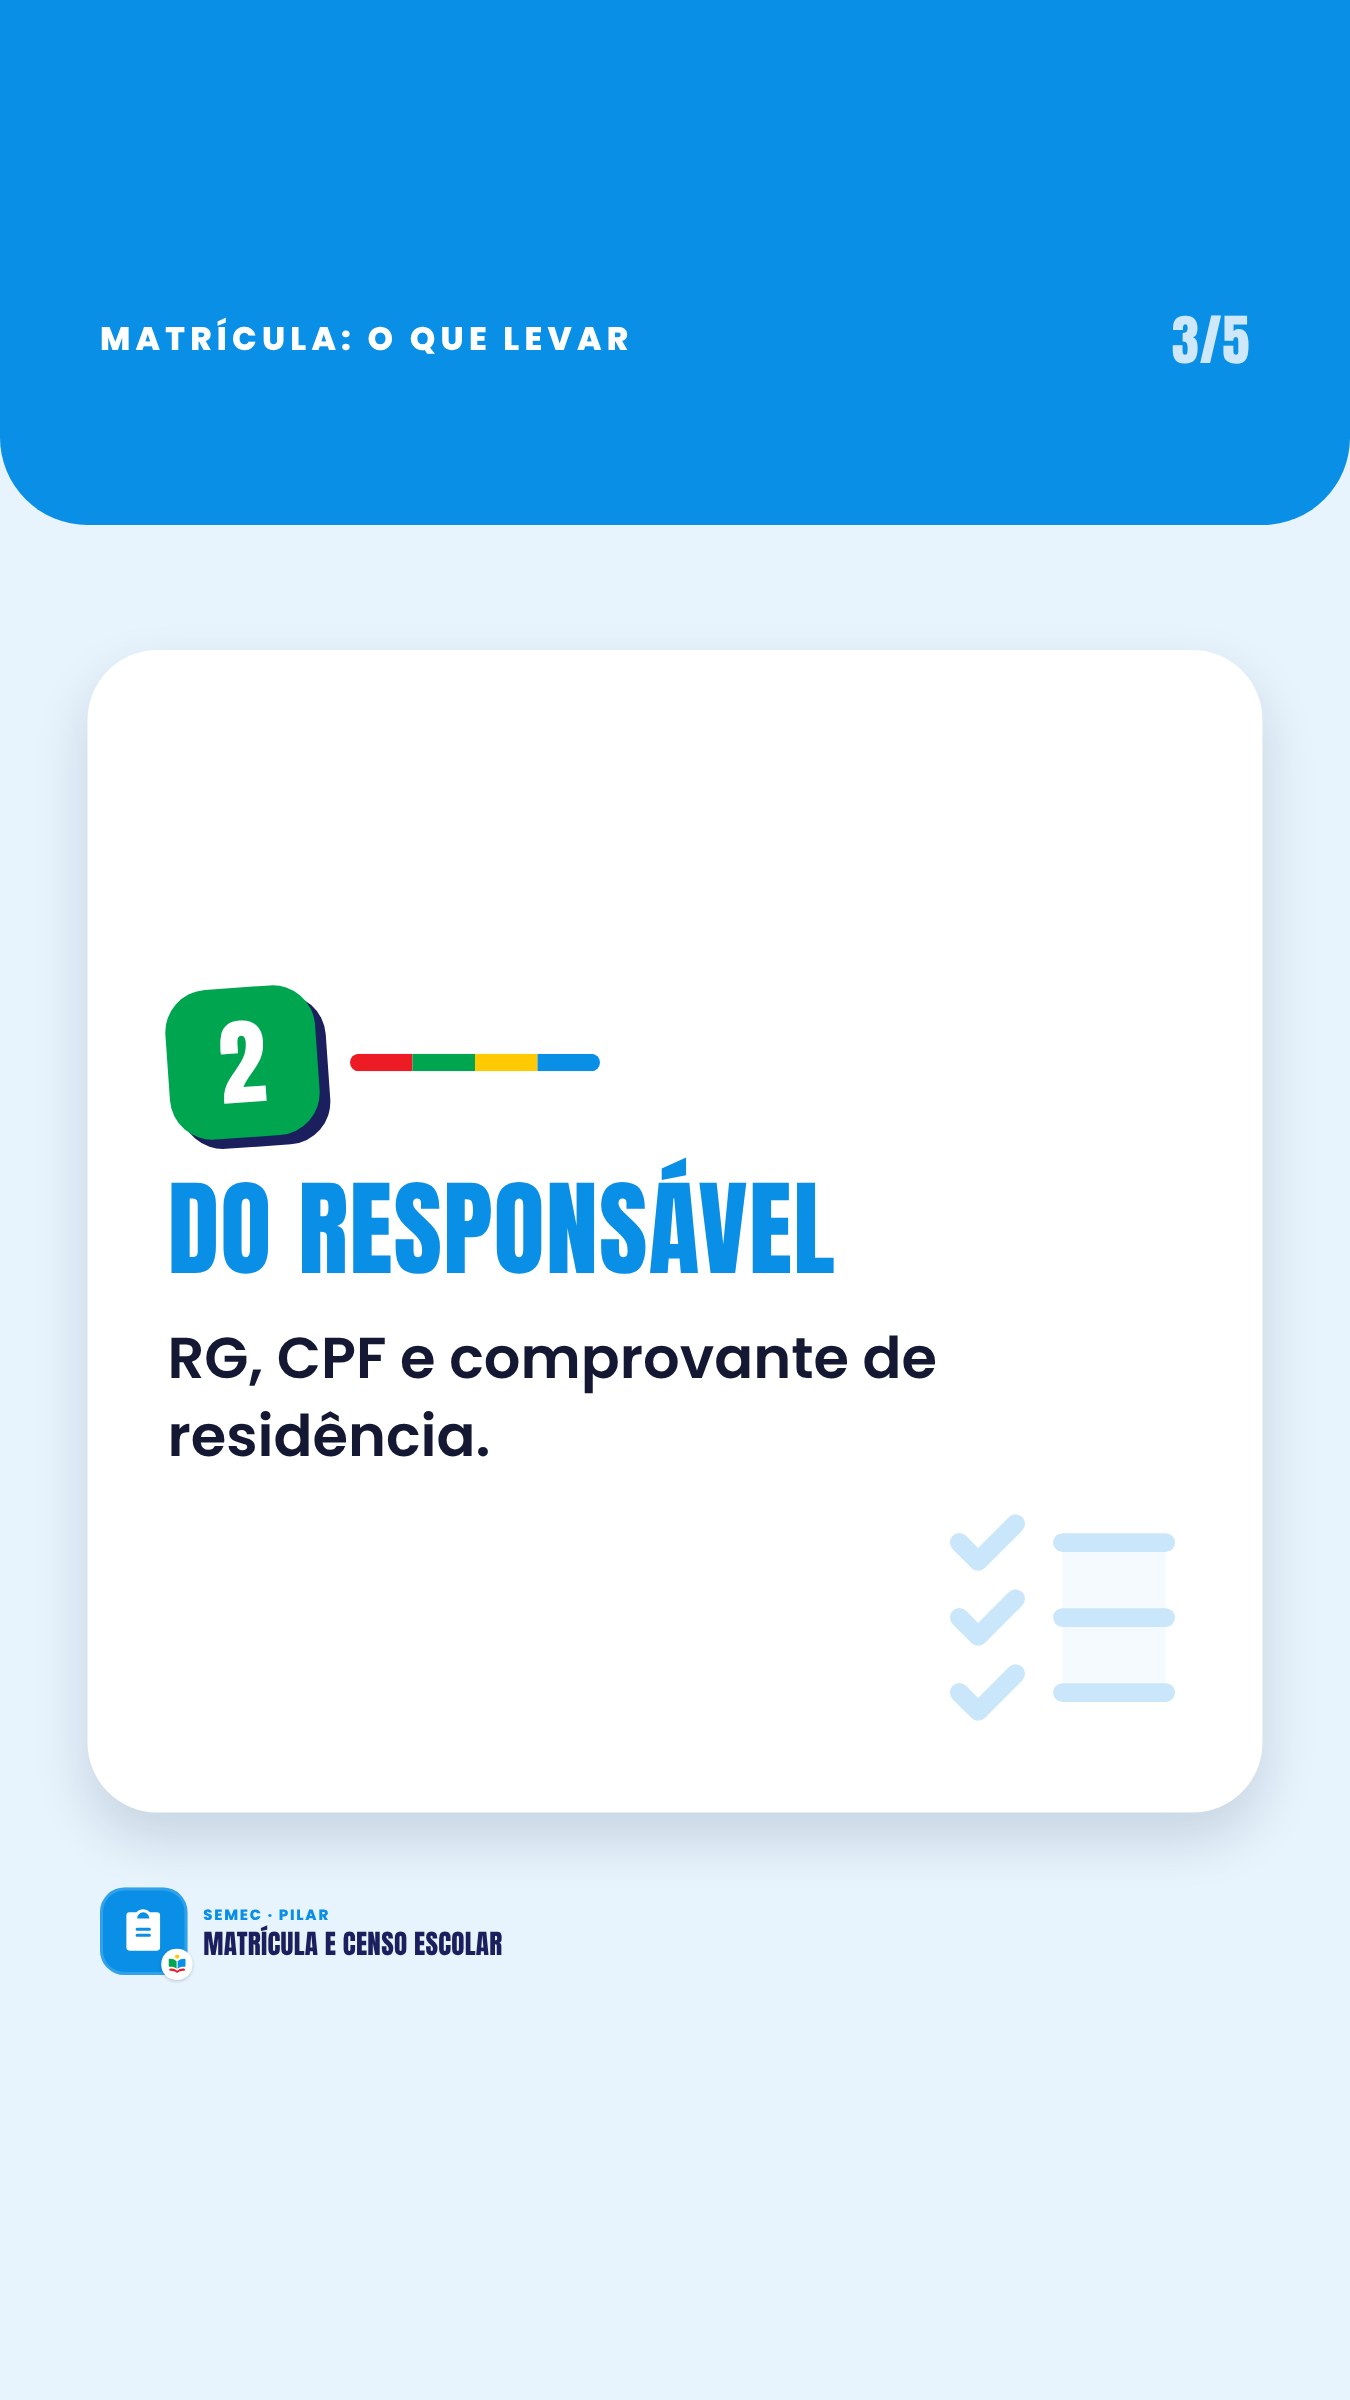 MATRÍCULA: O QUE LEVAR
3/5
2
DO RESPONSÁVEL
RG, CPF e comprovante de
residência.
SEMEC · PILAR
MATRÍCULA E CENSO ESCOLAR